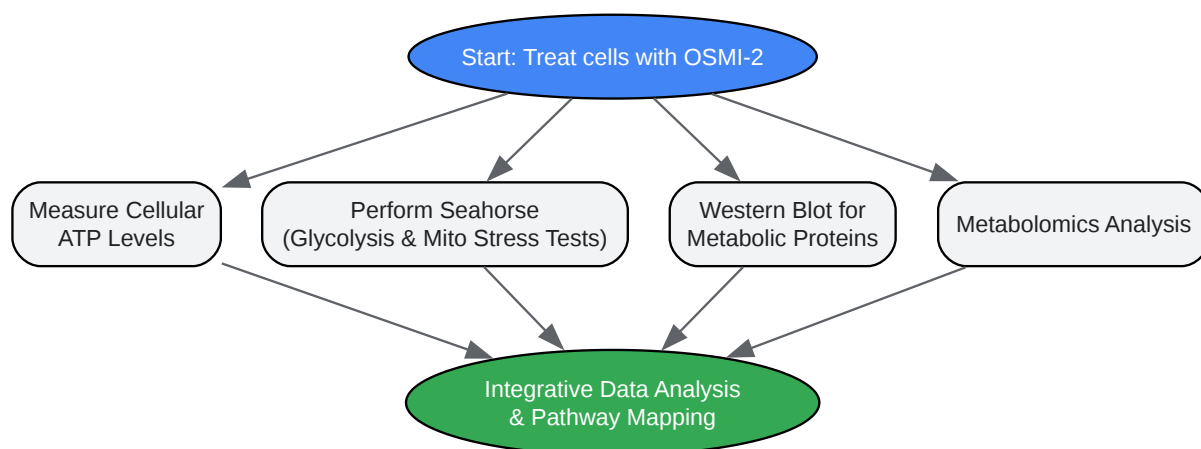 Start: Treat cells with OSMI-2
Measure Cellular
ATP Levels
Perform Seahorse
(Glycolysis & Mito Stress Tests)
Western Blot for
Metabolic Proteins
Metabolomics Analysis
Integrative Data Analysis
& Pathway Mapping